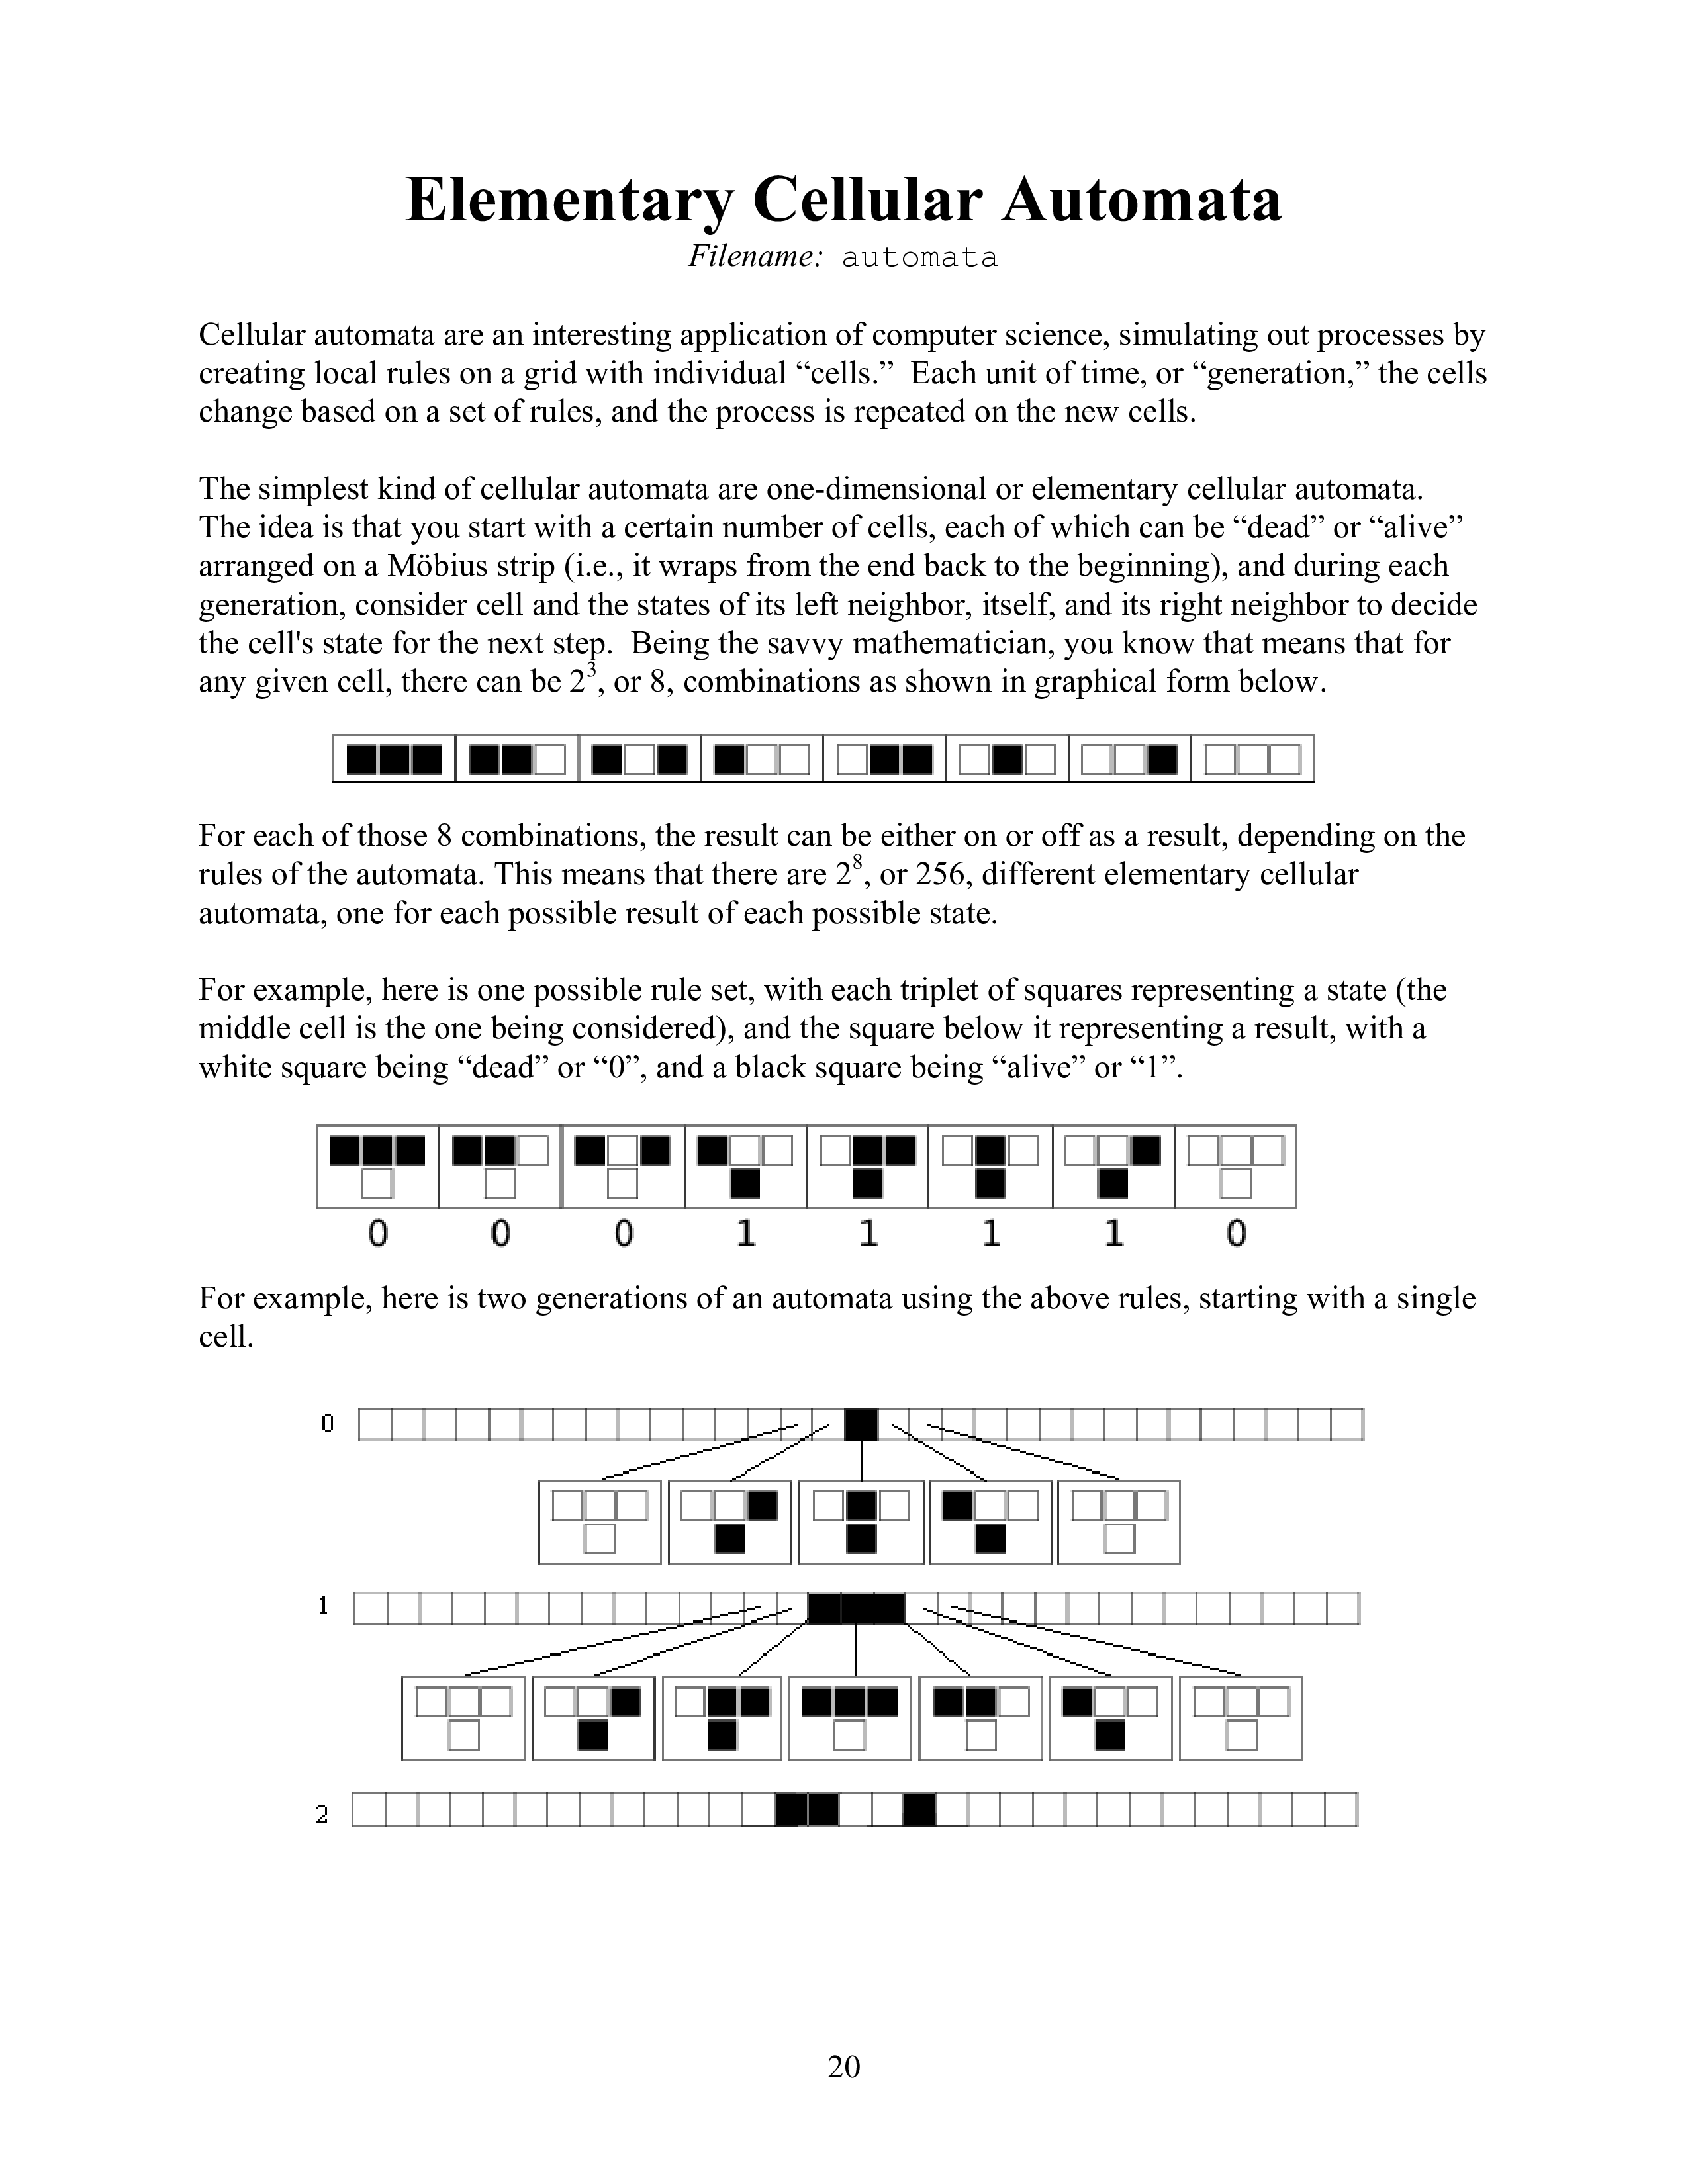 Elementary Cellular Automata
Filename: automata
Cellular automata are an interesting application of computer science, simulating out processes by
creating local rules on a grid with individual “cells.”  Each unit of time, or “generation,” the cells
change based on a set of rules, and the process is repeated on the new cells.
The simplest kind of cellular automata are one-dimensional or elementary cellular automata.
The idea is that you start with a certain number of cells, each of which can be “dead” or “alive”
arranged on a Möbius strip (i.e., it wraps from the end back to the beginning), and during each
generation, consider cell and the states of its left neighbor, itself, and its right neighbor to decide
the cell's state for the next step.  Being the savvy mathematician, you know that means that for
any given cell, there can be 2³, or 8, combinations as shown in graphical form below.
For each of those 8 combinations, the result can be either on or off as a result, depending on the
rules of the automata. This means that there are 2⁸, or 256, different elementary cellular
automata, one for each possible result of each possible state.
For example, here is one possible rule set, with each triplet of squares representing a state (the
middle cell is the one being considered), and the square below it representing a result, with a
white square being “dead” or “0”, and a black square being “alive” or “1”.
0 0 0 1 1 1 1 0
For example, here is two generations of an automata using the above rules, starting with a single
cell.
0
1
2
20